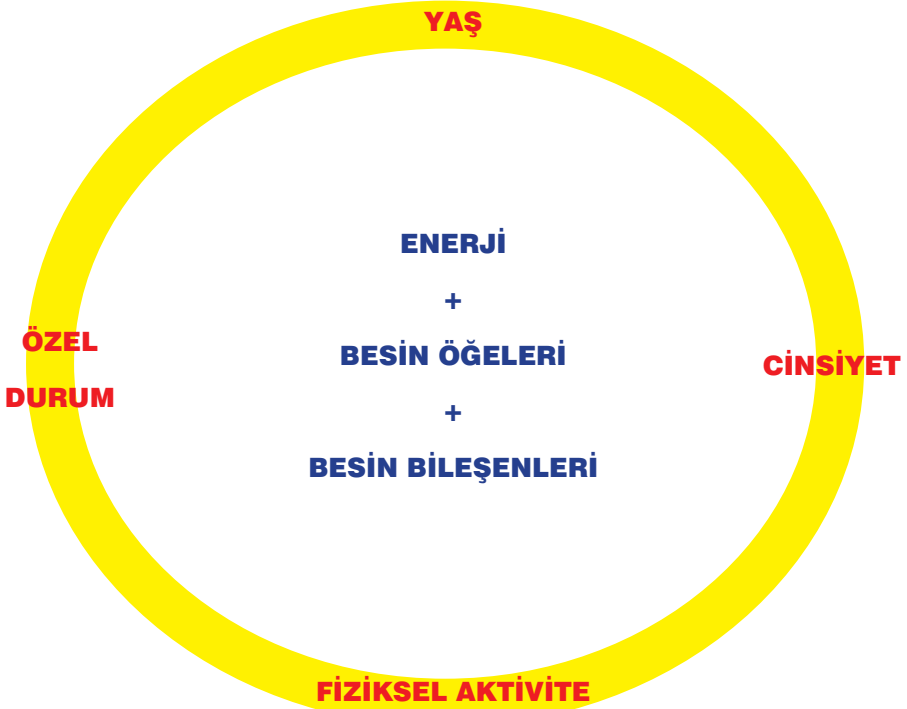 YAŞ
ENERJİ
+
BESİN ÖĞELERİ
+
BESİN BİLEŞENLERİ
ÖZEL
DURUM
CİNSİYET
FİZİKSEL AKTİVİTE